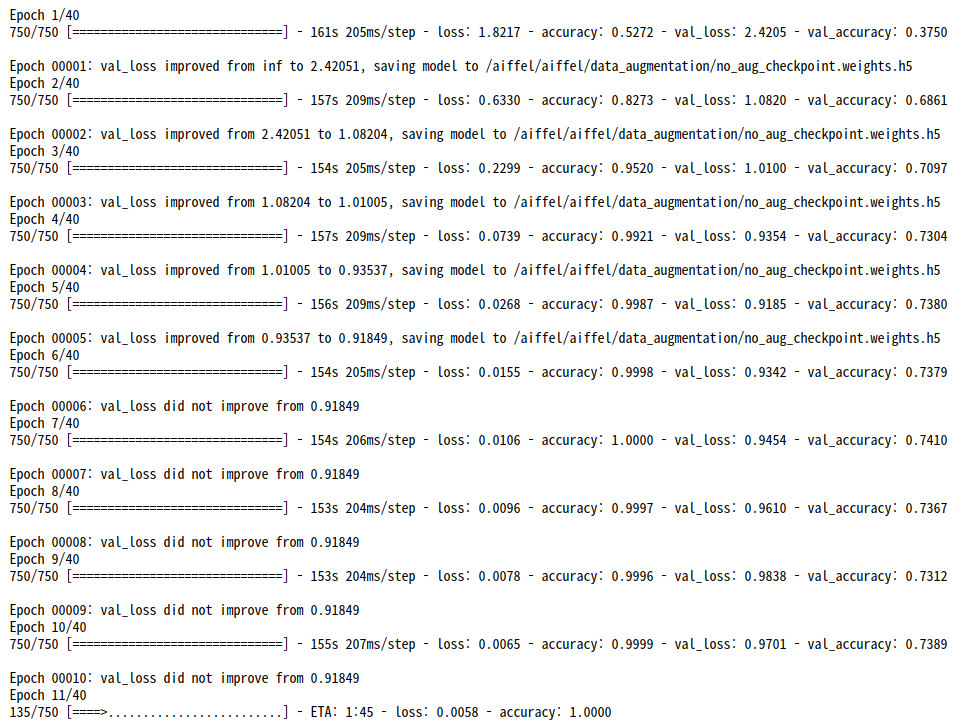 Epoch 1/40
750/750 [==============================] - 161s 205ms/step - loss: 1.8217 - accuracy: 0.5272 - val_loss: 2.4205 - val_accuracy: 0.3750
Epoch 00001: val_loss improved from inf to 2.42051, saving model to /aiffel/aiffel/data_augmentation/no_aug_checkpoint.weights.h5
Epoch 2/40
750/750 [==============================] - 157s 209ms/step - loss: 0.6330 - accuracy: 0.8273 - val_loss: 1.0820 - val_accuracy: 0.6861
Epoch 00002: val_loss improved from 2.42051 to 1.08204, saving model to /aiffel/aiffel/data_augmentation/no_aug_checkpoint.weights.h5
Epoch 3/40
750/750 [==============================] - 154s 205ms/step - loss: 0.2299 - accuracy: 0.9520 - val_loss: 1.0100 - val_accuracy: 0.7097
Epoch 00003: val_loss improved from 1.08204 to 1.01005, saving model to /aiffel/aiffel/data_augmentation/no_aug_checkpoint.weights.h5
Epoch 4/40
750/750 [==============================] - 157s 209ms/step - loss: 0.0739 - accuracy: 0.9921 - val_loss: 0.9354 - val_accuracy: 0.7304
Epoch 00004: val_loss improved from 1.01005 to 0.93537, saving model to /aiffel/aiffel/data_augmentation/no_aug_checkpoint.weights.h5
Epoch 5/40
750/750 [==============================] - 156s 209ms/step - loss: 0.0268 - accuracy: 0.9987 - val_loss: 0.9185 - val_accuracy: 0.7380
Epoch 00005: val_loss improved from 0.93537 to 0.91849, saving model to /aiffel/aiffel/data_augmentation/no_aug_checkpoint.weights.h5
Epoch 6/40
750/750 [==============================] - 154s 205ms/step - loss: 0.0155 - accuracy: 0.9998 - val_loss: 0.9342 - val_accuracy: 0.7379
Epoch 00006: val_loss did not improve from 0.91849
Epoch 7/40
750/750 [==============================] - 154s 206ms/step - loss: 0.0106 - accuracy: 1.0000 - val_loss: 0.9454 - val_accuracy: 0.7410
Epoch 00007: val_loss did not improve from 0.91849
Epoch 8/40
750/750 [==============================] - 153s 204ms/step - loss: 0.0096 - accuracy: 0.9997 - val_loss: 0.9610 - val_accuracy: 0.7367
Epoch 00008: val_loss did not improve from 0.91849
Epoch 9/40
750/750 [==============================] - 153s 204ms/step - loss: 0.0078 - accuracy: 0.9996 - val_loss: 0.9838 - val_accuracy: 0.7312
Epoch 00009: val_loss did not improve from 0.91849
Epoch 10/40
750/750 [==============================] - 155s 207ms/step - loss: 0.0065 - accuracy: 0.9999 - val_loss: 0.9701 - val_accuracy: 0.7389
Epoch 00010: val_loss did not improve from 0.91849
Epoch 11/40
135/750 [====>.........................] - ETA: 1:45 - loss: 0.0058 - accuracy: 1.0000